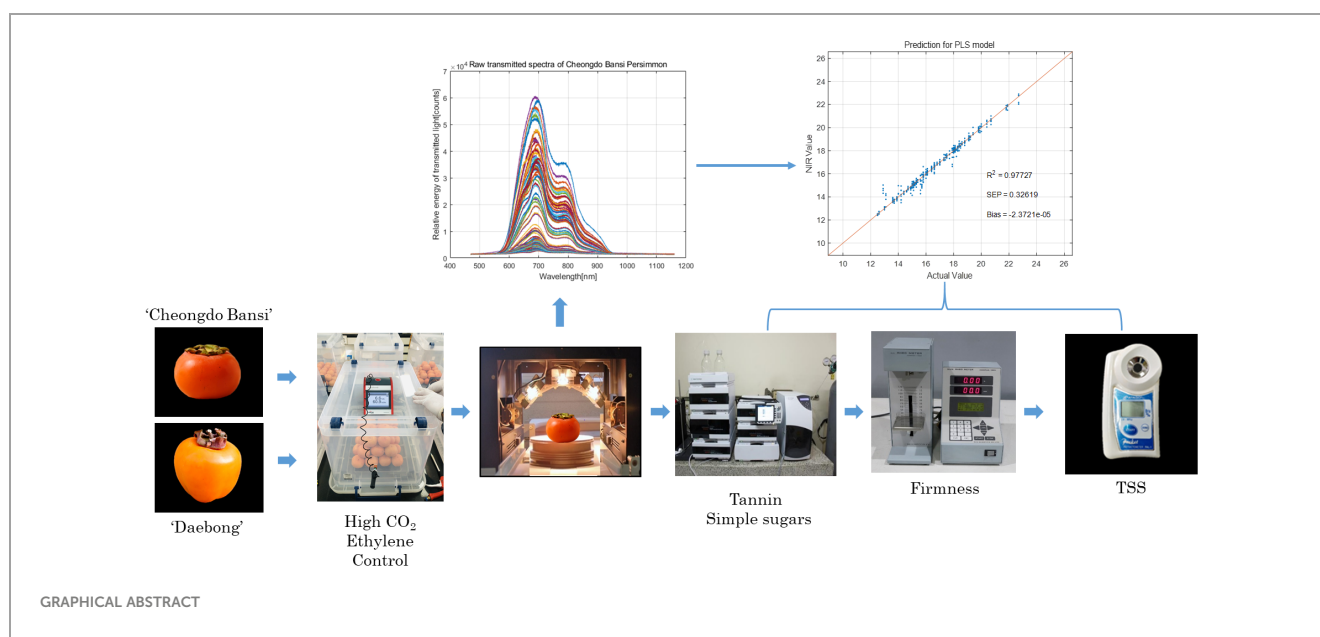 × 10⁴ Raw transmitted spectra of Cheongdo Bansi Persimmon
7
6
5
4
3
2
1
0
Relative energy of transmitted light[counts]
400 500 600 700 800 900 1000 1100 1200
Wavelength[nm]
Prediction for PLS model
26
24
22
20
18
16
14
12
10
NIR Value
R² = 0.97727
SEP = 0.32619
Bias = -2.3721e-05
10 12 14 16 18 20 22 24 26
Actual Value
‘Cheongdo Bansi’
‘Daebong’
High CO₂
Ethylene
Control
Tannin
Simple sugars
0.00
000
Firmness
TSS
GRAPHICAL ABSTRACT